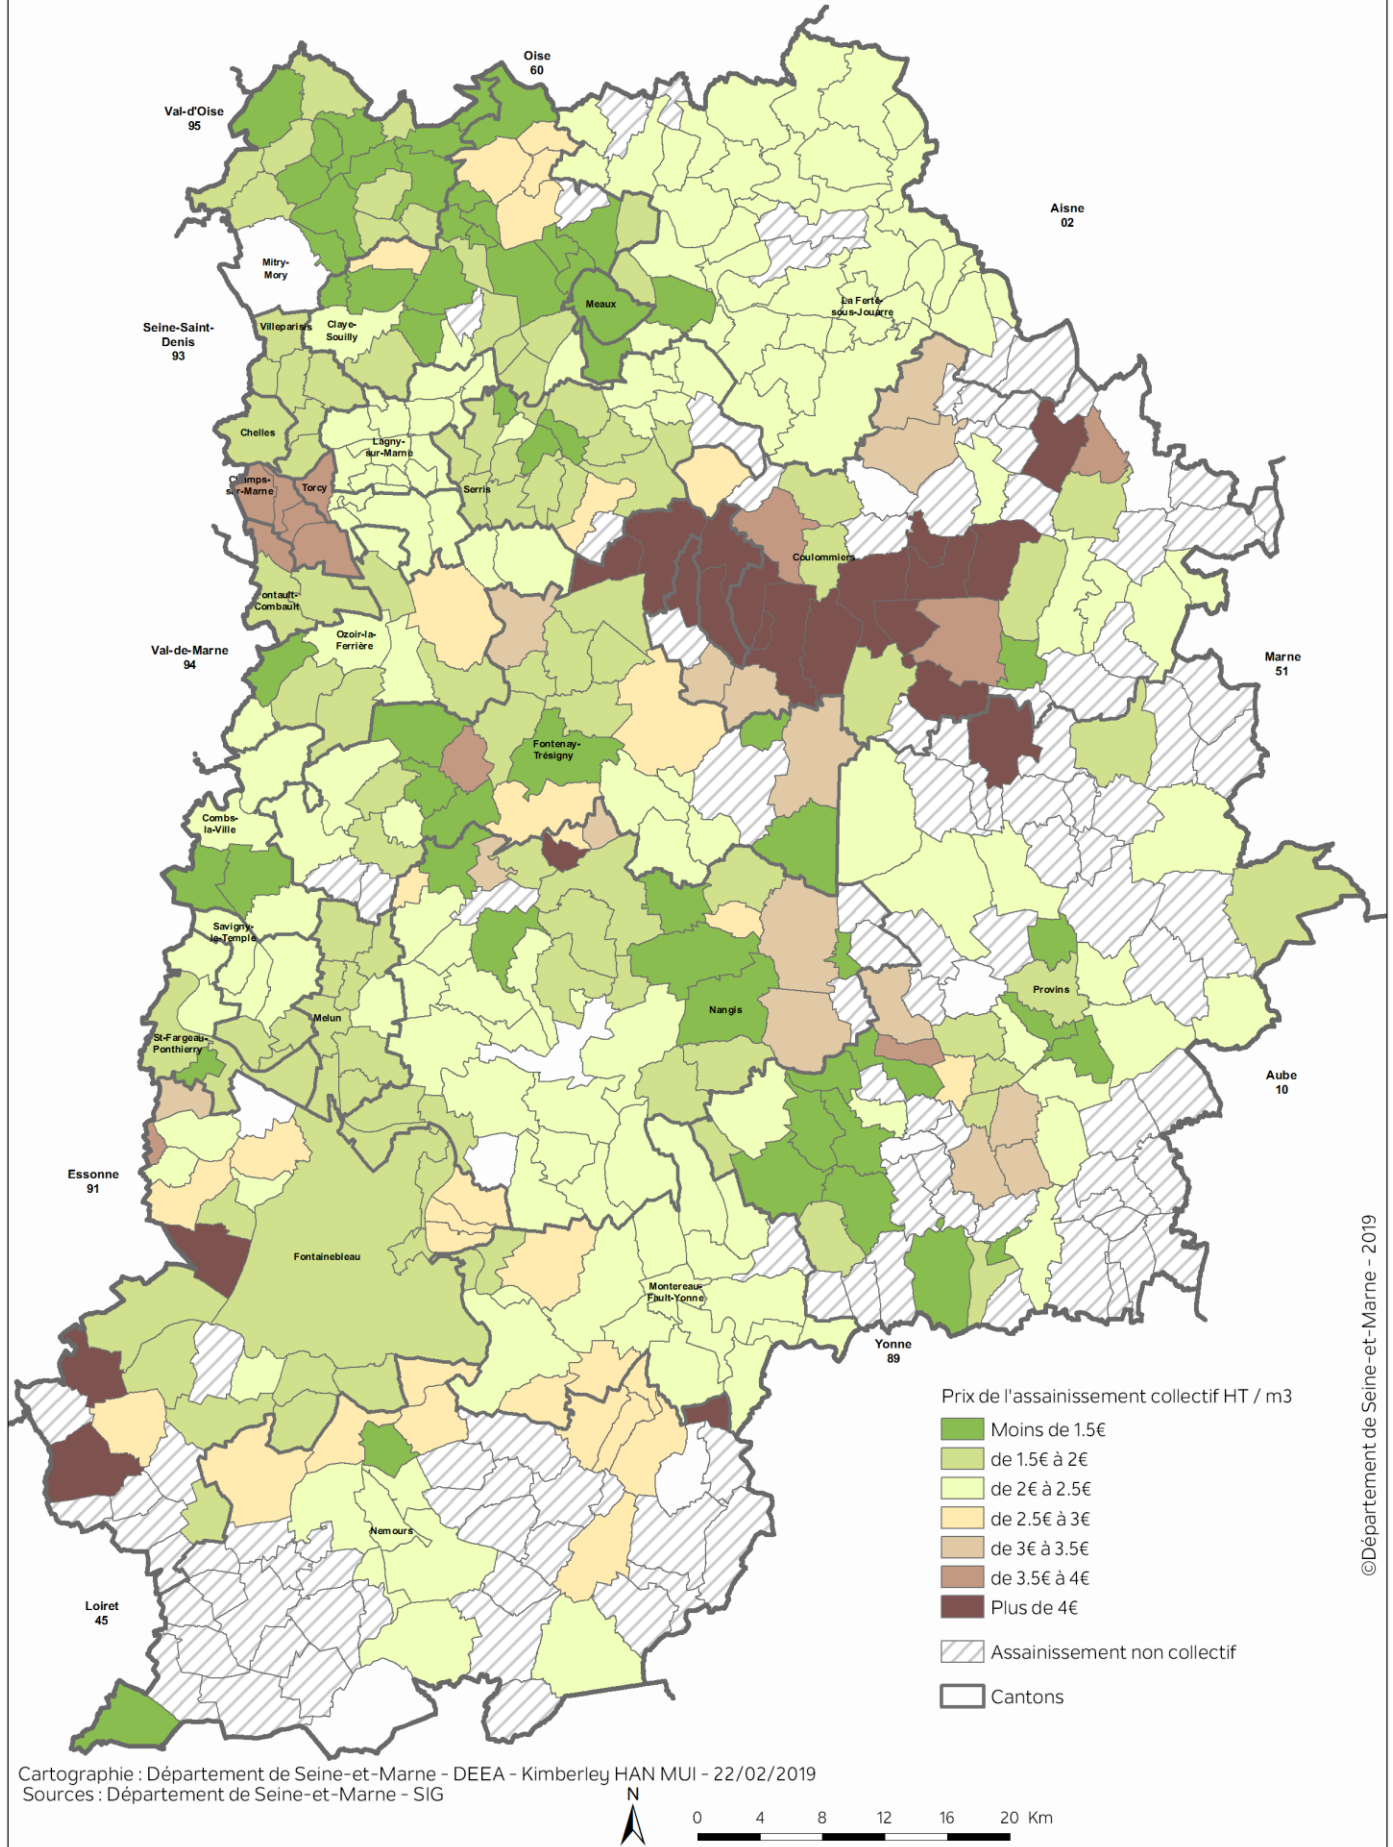 Oise
60
Val-d'Oise
95
Aisne
02
Mitry-
Mory
Meaux
La Ferté-
sous-Jouarre
Seine-Saint-
Denis
93
Villeparisis
Claye-
Souilly
Chelles
Lagny-
sur-Marne
Champs-
sur-Marne
Torcy
Serris
Coulommiers
Pontault-
Combault
Ozoir-la-
Ferrière
Val-de-Marne
94
Marne
51
Fontenay-
Trésigny
Combs-
la-Ville
Savigny-
le-Temple
Provins
Nangis
Melun
St-Fargeau-
Ponthierry
Aube
10
Essonne
91
Fontainebleau
Montereau-
Fault-Yonne
Yonne
89
Nemours
Loiret
45
Prix de l'assainissement collectif HT / m3
Moins de 1.5€
de 1.5€ à 2€
de 2€ à 2.5€
de 2.5€ à 3€
de 3€ à 3.5€
de 3.5€ à 4€
Plus de 4€
Assainissement non collectif
Cantons
©Département de Seine-et-Marne - 2019
Cartographie : Département de Seine-et-Marne - DEEA - Kimberley HAN MUI - 22/02/2019
Sources : Département de Seine-et-Marne - SIG
N
0 4 8 12 16 20 Km